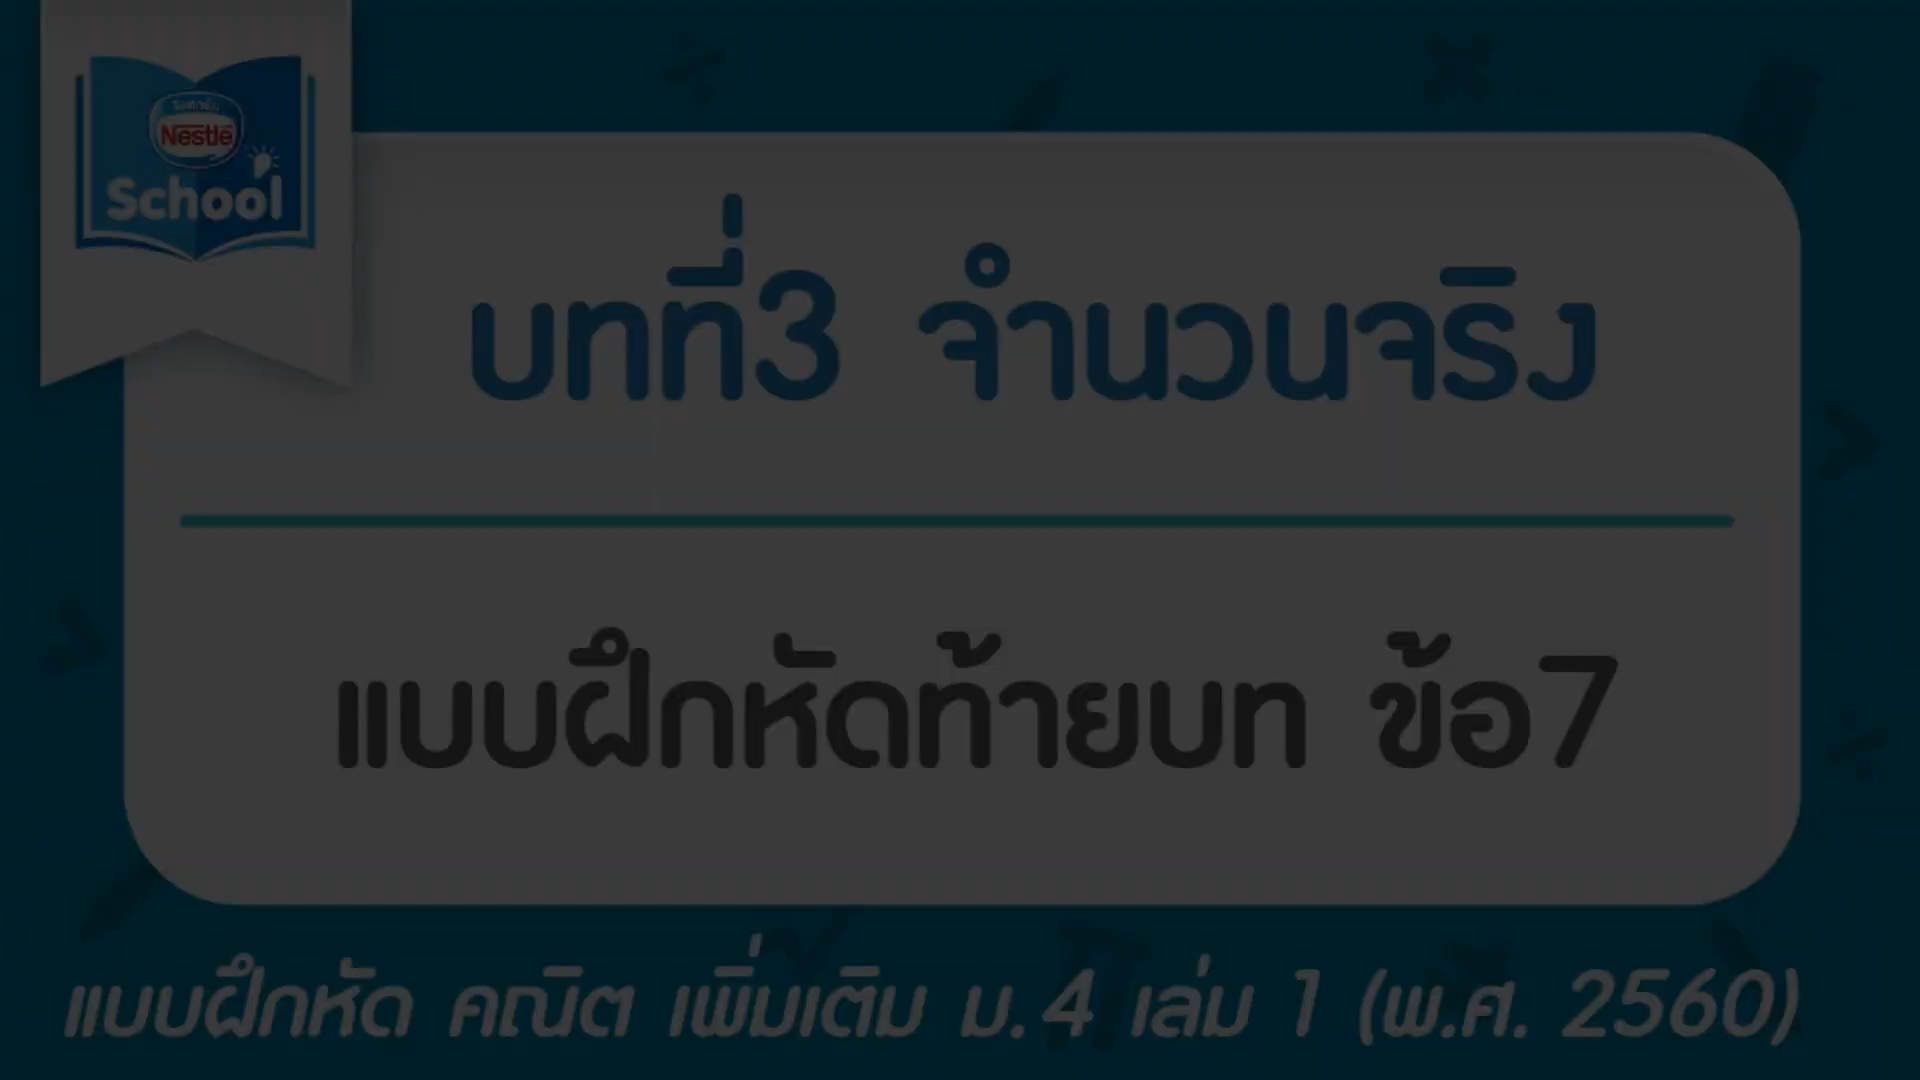 Nestlé
School
บทที่3 จำนวนจริง
แบบฝึกหัดท้ายบท ข้อ7
แบบฝึกหัด คณิต เพิ่มเติม ม.4 เล่ม 1 (พ.ศ. 2560)